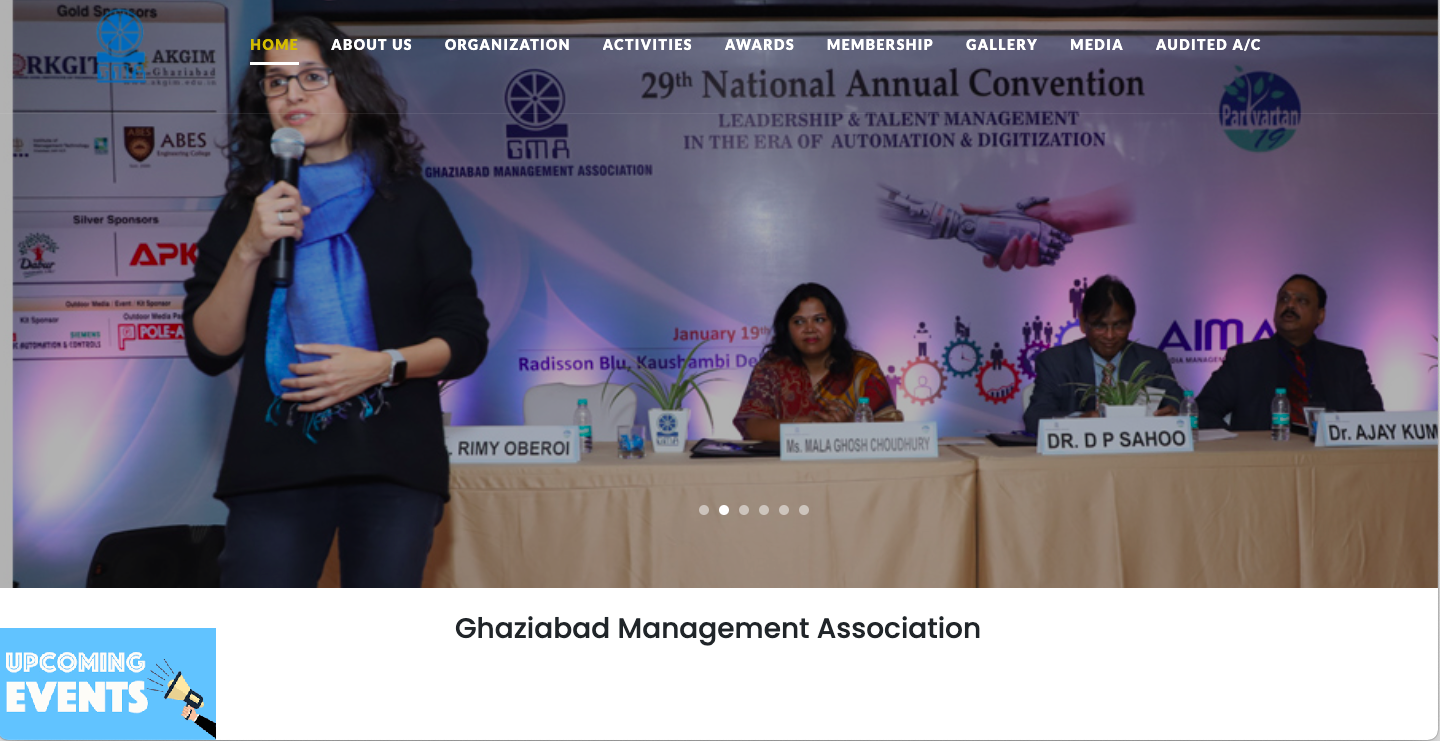 HOME ABOUT US ORGANIZATION ACTIVITIES AWARDS MEMBERSHIP GALLERY MEDIA AUDITED A/C
Gold Sponsors
RKGIT
AKGIM
Ghaziabad
www.akgim.edu.in
ABES
Engineering College
Silver Sponsors
Dabur
APK
Outdoor Media / Event / Kit Sponsor
Kit Sponsor
Outdoor Media Pa
SIEMENS
AUTOMATION & CONTROLS
POLE-A
29th National Annual Convention
LEADERSHIP & TALENT MANAGEMENT
IN THE ERA OF AUTOMATION & DIGITIZATION
GMA
GHAZIABAD MANAGEMENT ASSOCIATION
Parivartan
19
January 19th
Radisson Blu, Kaushambi De
AIMA
DIA MANAGEM
. RIMY OBEROI
Ms. MALA GHOSH CHOUDHURY
DR. D P SAHOO
Dr. AJAY KUM
Ghaziabad Management Association
UPCOMING
EVENTS